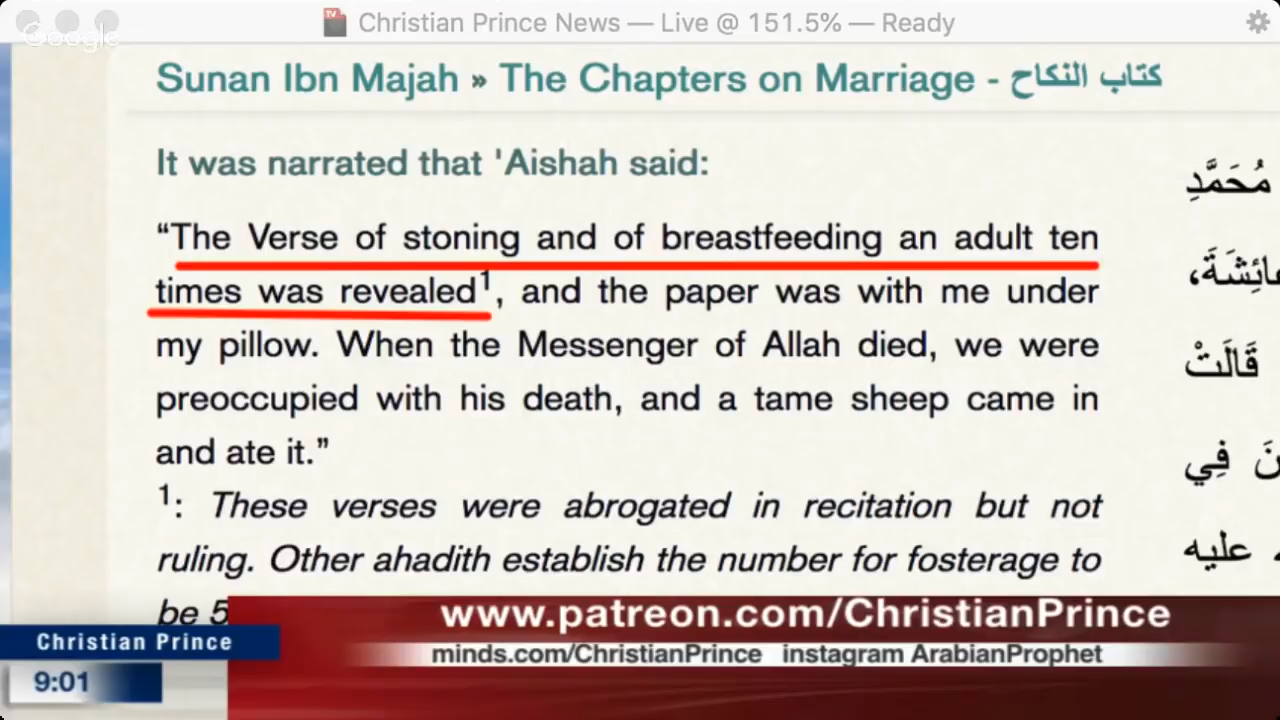 Christian Prince News — Live @ 151.5% — Ready
Google
Sunan Ibn Majah » The Chapters on Marriage - كتاب النكاح
It was narrated that 'Aishah said:
مُحَمَّدِ
“The Verse of stoning and of breastfeeding an adult ten
times was revealed¹, and the paper was with me under
my pillow. When the Messenger of Allah died, we were
قَالَتْ
preoccupied with his death, and a tame sheep came in
and ate it.”
فِي
¹: These verses were abrogated in recitation but not
ruling. Other ahadith establish the number for fosterage to
عليه
be 5
www.patreon.com/ChristianPrince
Christian Prince
minds.com/ChristianPrince instagram ArabianProphet
9:01